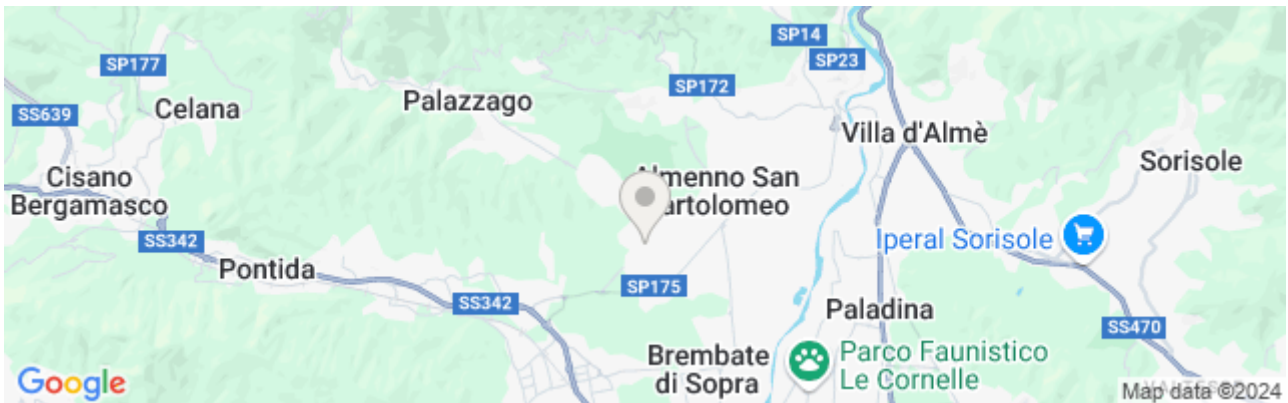 SP14
SP177
SP23
SP172
Celana
Palazzago
SS639
Villa d'Almè
Sorisole
Cisano
Bergamasco
Almenno San
Bartolomeo
SS342
Iperal Sorisole
Pontida
SP175
SS342
Paladina
SS470
Brembate
di Sopra
Parco Faunistico
Le Cornelle
Google
Map data ©2024